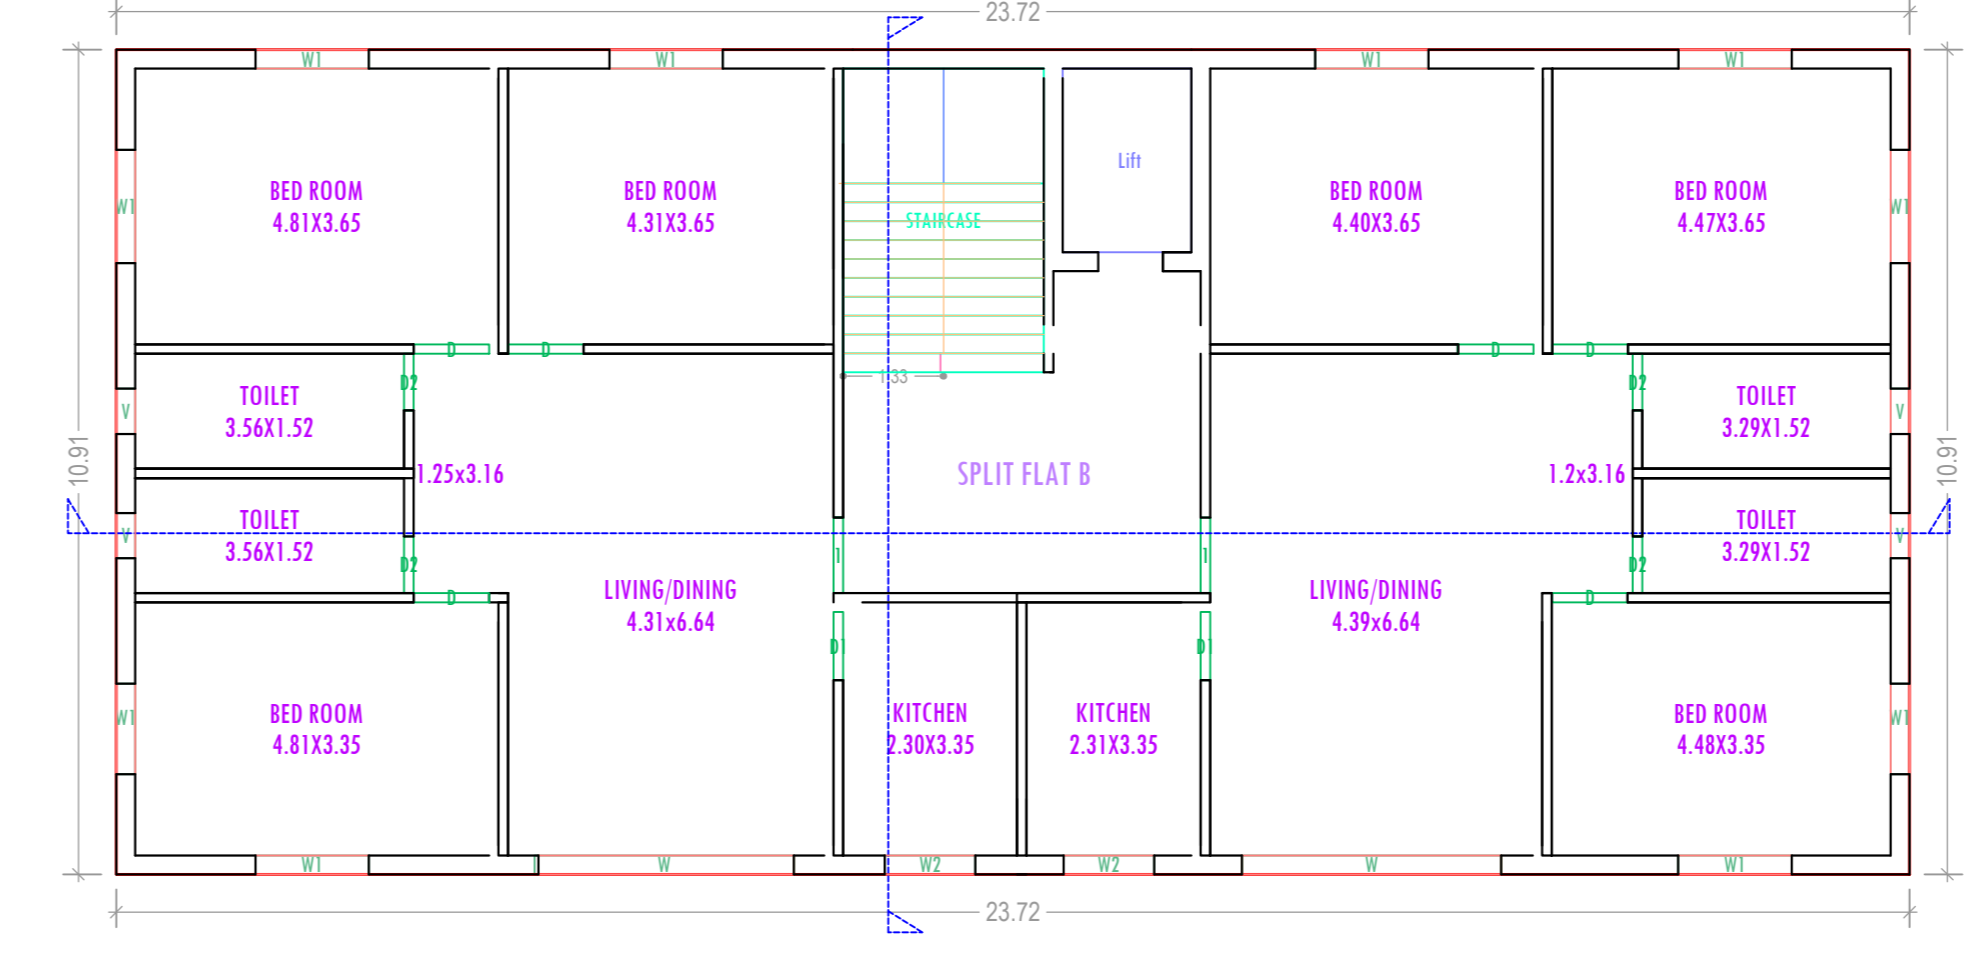 23.72
W1
W1
W1
W1
Lift
BED ROOM
4.81X3.65
BED ROOM
4.31X3.65
BED ROOM
4.40X3.65
BED ROOM
4.47X3.65
W1
W1
STAIRCASE
D
D
D
D
1.33
D2
D2
TOILET
3.56X1.52
TOILET
3.29X1.52
V
V
10.91
10.91
1.25x3.16
SPLIT FLAT B
1.2x3.16
TOILET
3.56X1.52
TOILET
3.29X1.52
V
V
1
1
D2
D2
D
D
LIVING/DINING
4.31x6.64
LIVING/DINING
4.39x6.64
D1
D1
BED ROOM
4.81X3.35
KITCHEN
2.30X3.35
KITCHEN
2.31X3.35
BED ROOM
4.48X3.35
W1
W1
W1
W
W2
W2
W
W1
23.72